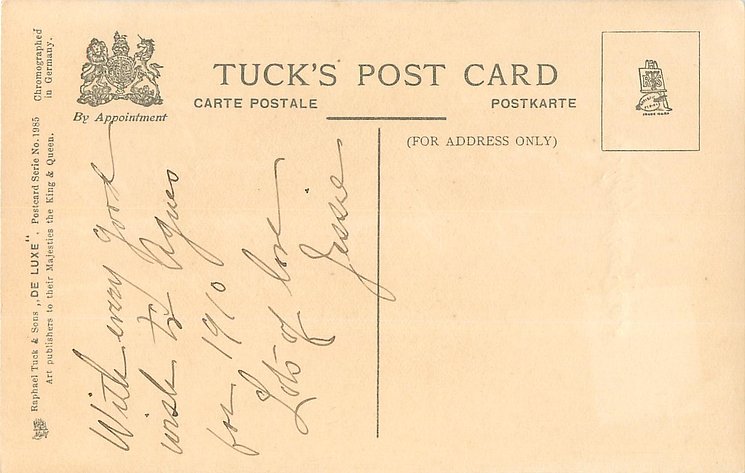 TUCK'S POST CARD
CARTE POSTALE
POSTKARTE
By Appointment
(FOR ADDRESS ONLY)
TRADE MARK
Raphael Tuck & Sons „DE LUXE". Postcard Serie No. 1985
Art publishers to their Majesties the King & Queen.
Chromographed
in Germany.
With every good
wish to Agnes
for 1910
Lots of love
Jessie